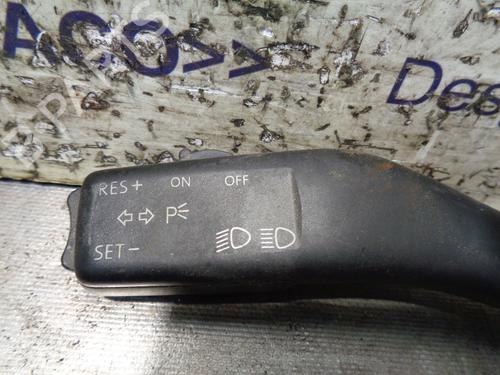 ACO>>
Des
RES + ON OFF
P
SET -